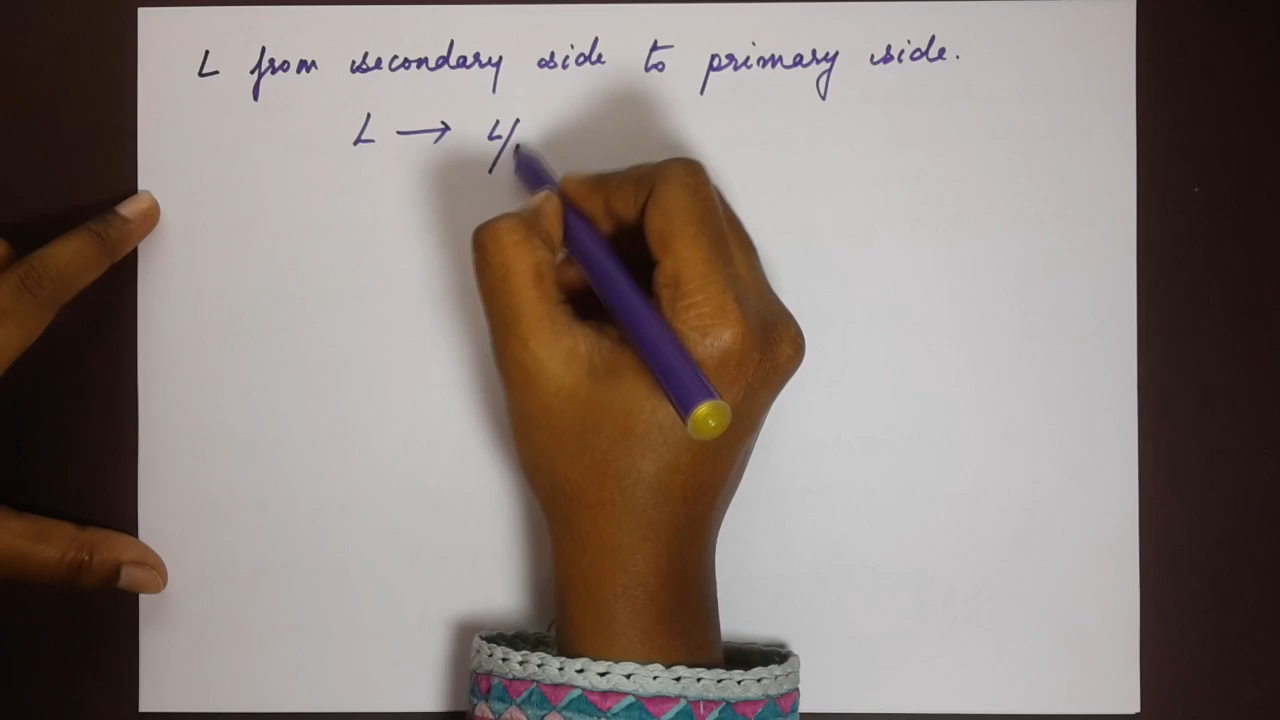 L from secondary side to primary side.
L → L/